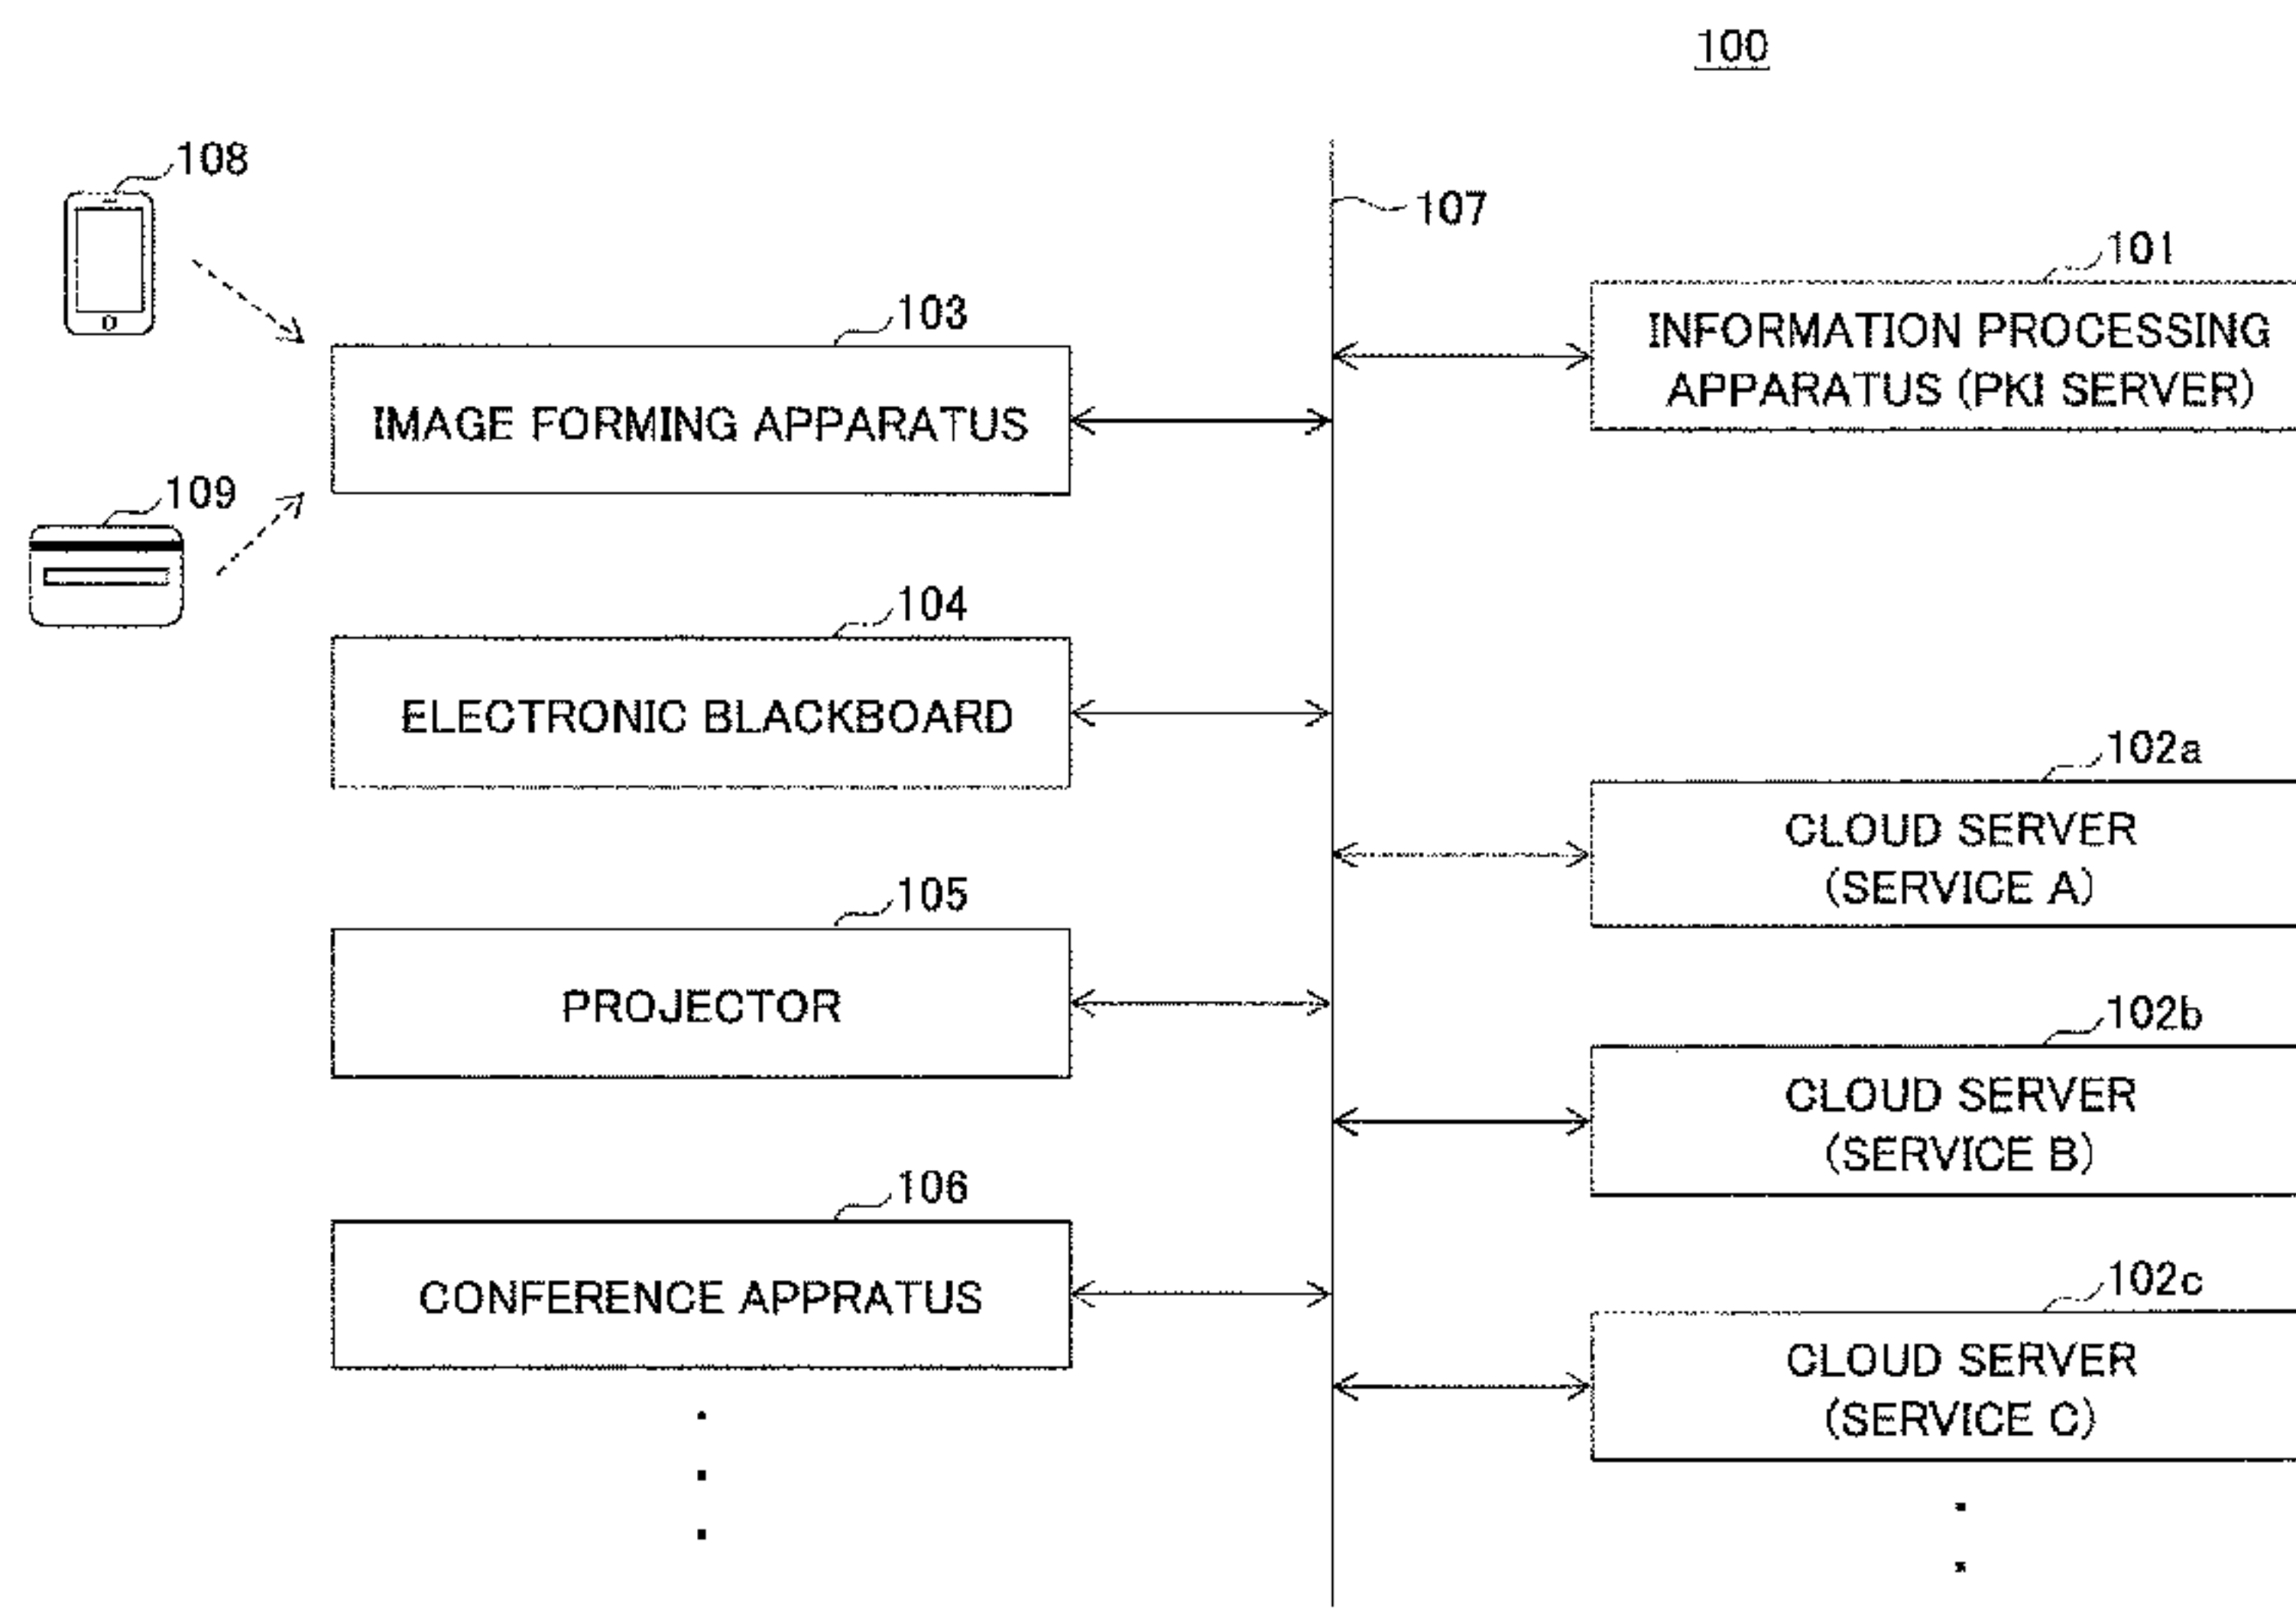 100
108
107
101
INFORMATION PROCESSING
APPARATUS (PKI SERVER)
103
IMAGE FORMING APPARATUS
109
104
ELECTRONIC BLACKBOARD
102a
CLOUD SERVER
(SERVICE A)
105
PROJECTOR
102b
CLOUD SERVER
(SERVICE B)
106
CONFERENCE APPRATUS
102c
CLOUD SERVER
(SERVICE C)